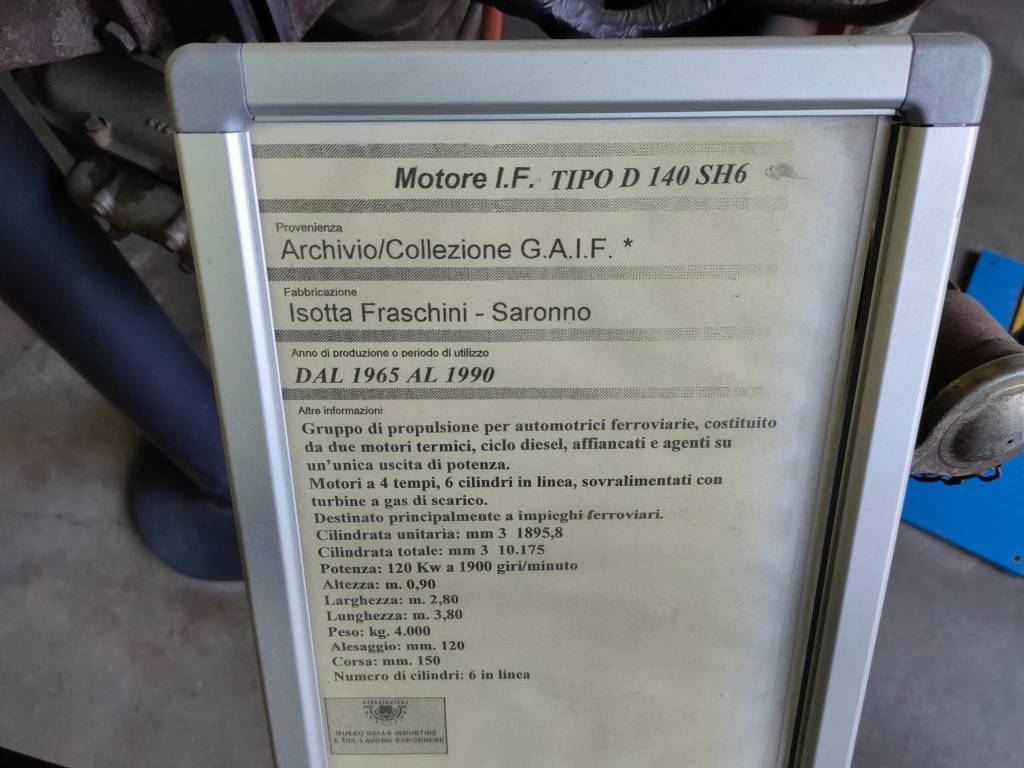 Motore I.F. TIPO D 140 SH6
Provenienza
Archivio/Collezione G.A.I.F. *
Fabbricazione
Isotta Fraschini - Saronno
Anno di produzione o periodo di utilizzo
DAL 1965 AL 1990
Altre informazioni
Gruppo di propulsione per automotrici ferroviarie, costituito
da due motori termici, ciclo diesel, affiancati e agenti su
un'unica uscita di potenza.
Motori a 4 tempi, 6 cilindri in linea, sovralimentati con
turbine a gas di scarico.
Destinato principalmente a impieghi ferroviari.
Cilindrata unitaria: mm 3 1895,8
Cilindrata totale: mm 3 10.175
Potenza: 120 Kw a 1900 giri/minuto
Altezza: m. 0,90
Larghezza: m. 2,80
Lunghezza: m. 3,80
Peso: kg. 4.000
Alesaggio: mm. 120
Corsa: mm. 150
Numero di cilindri: 6 in linea
MUSEO DELLE INDUSTRIE
E DEL LAVORO SARONNESE